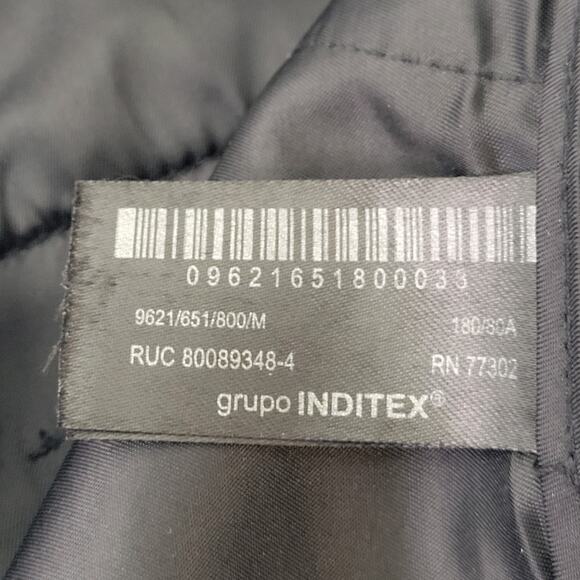 09621651800033
9621/651/800/M 180/80A
RUC 80089348-4 RN 77302
grupo INDITEX®